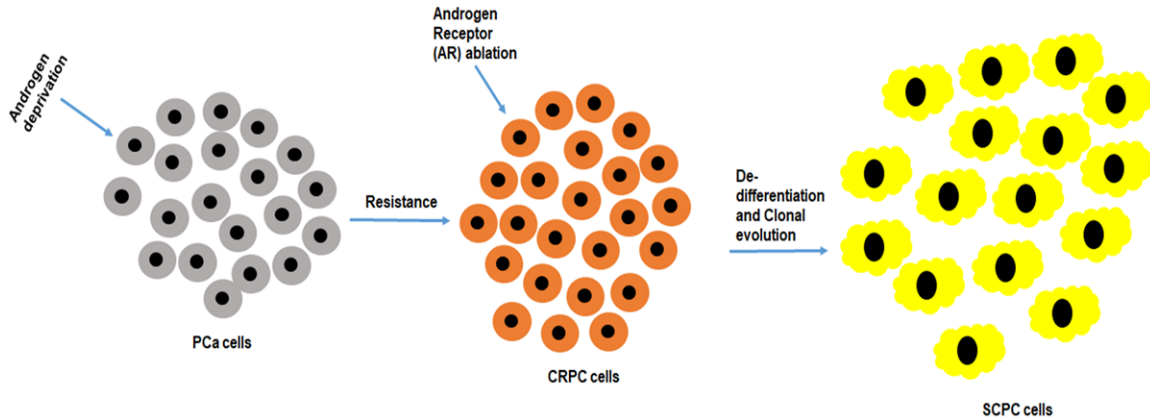 Androgen
deprivation
PCa cells
Resistance
Androgen
Receptor
(AR) ablation
CRPC cells
De-
differentiation
and Clonal
evolution
SCPC cells